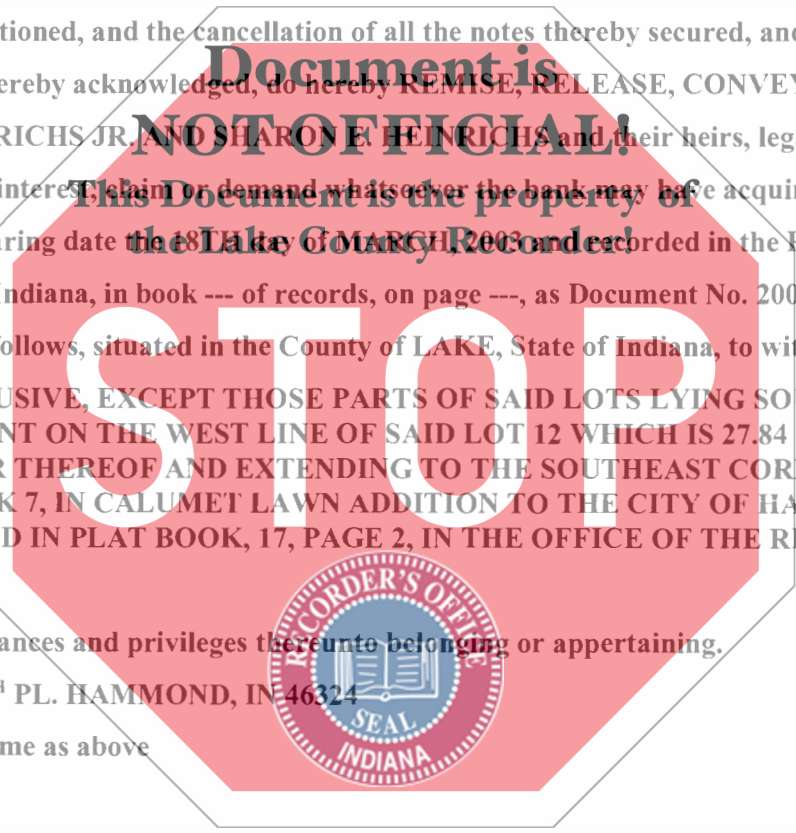 tioned, and the cancellation of all the notes thereby secured, and
Document is
ereby acknowledged, do hereby REMISE, RELEASE, CONVEY
NOT OFFICIAL!
RICHS JR. AND SHARON E. HEINRICHS and their heirs, leg
This Document is the property of
interest, claim or demand whatsoever the bank may have acqui
the Lake County Recorder!
ring date the 18TH day of MARCH, 2003 and recorded in the
Indiana, in book --- of records, on page ---, as Document No. 200
ollows, situated in the County of LAKE, State of Indiana, to wit
STOP
USIVE, EXCEPT THOSE PARTS OF SAID LOTS LYING SOU
NT ON THE WEST LINE OF SAID LOT 12 WHICH IS 27.84
R THEREOF AND EXTENDING TO THE SOUTHEAST COR
K 7, IN CALUMET LAWN ADDITION TO THE CITY OF HA
D IN PLAT BOOK, 17, PAGE 2, IN THE OFFICE OF THE R
RECORDER'S OFFICE
ances and privileges thereunto belonging or appertaining.
PL. HAMMOND, IN 46324
SEAL
me as above
INDIANA